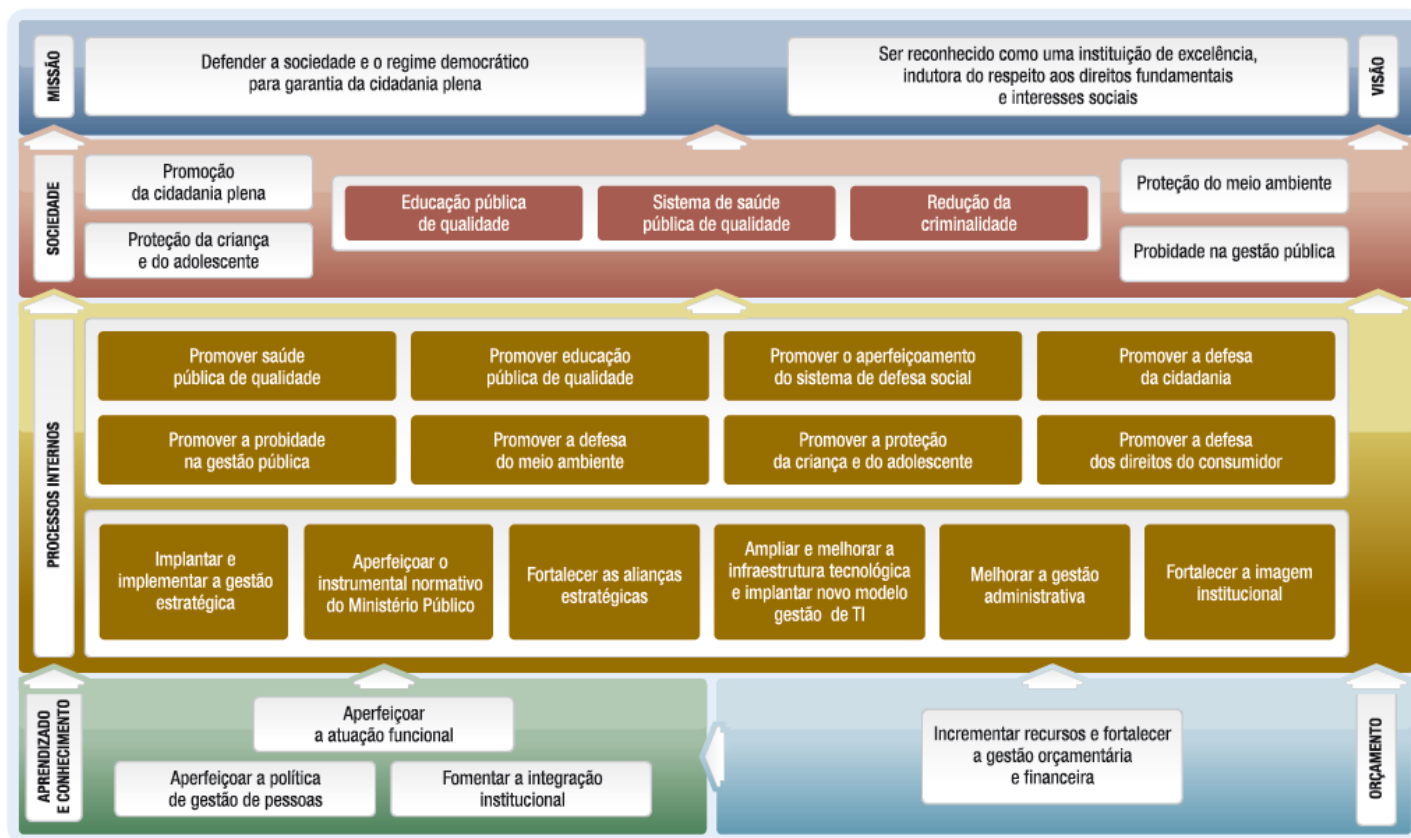 MISSÃO
Defender a sociedade e o regime democrático
para garantia da cidadania plena
Ser reconhecido como uma instituição de excelência,
indutora do respeito aos direitos fundamentais
e interesses sociais
VISÃO
SOCIEDADE
Promoção
da cidadania plena
Proteção da criança
e do adolescente
Educação pública
de qualidade
Sistema de saúde
pública de qualidade
Redução da
criminalidade
Proteção do meio ambiente
Probidade na gestão pública
PROCESSOS INTERNOS
Promover saúde
pública de qualidade
Promover educação
pública de qualidade
Promover o aperfeiçoamento
do sistema de defesa social
Promover a defesa
da cidadania
Promover a probidade
na gestão pública
Promover a defesa
do meio ambiente
Promover a proteção
da criança e do adolescente
Promover a defesa
dos direitos do consumidor
Implantar e
implementar a gestão
estratégica
Aperfeiçoar o
instrumental normativo
do Ministério Público
Fortalecer as alianças
estratégicas
Ampliar e melhorar a
infraestrutura tecnológica
e implantar novo modelo
gestão de TI
Melhorar a gestão
administrativa
Fortalecer a imagem
institucional
APRENDIZADO
E CONHECIMENTO
Aperfeiçoar
a atuação funcional
Aperfeiçoar a política
de gestão de pessoas
Fomentar a integração
institucional
Incrementar recursos e fortalecer
a gestão orçamentária
e financeira
ORÇAMENTO